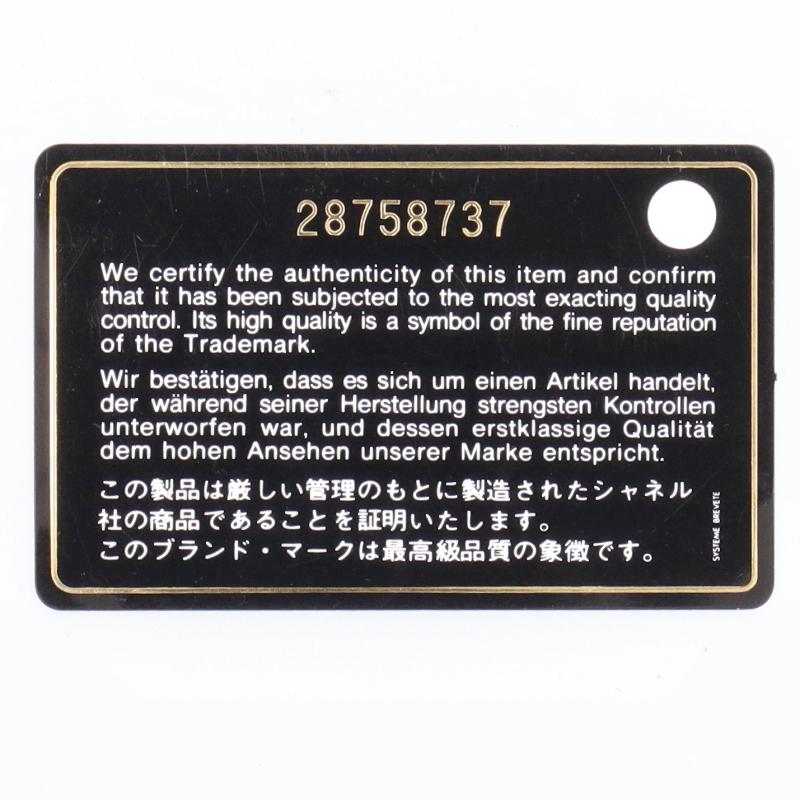 28758737
We certify the authenticity of this item and confirm
that it has been subjected to the most exacting quality
control. Its high quality is a symbol of the fine reputation
of the Trademark.
Wir bestätigen, dass es sich um einen Artikel handelt,
der während seiner Herstellung strengsten Kontrollen
unterworfen war, und dessen erstklassige Qualität
dem hohen Ansehen unserer Marke entspricht.
この製品は厳しい管理のもとに製造されたシャネル
社の商品であることを証明いたします。
このブランド・マークは最高級品質の象徴です。
SYSTEME BREVETE